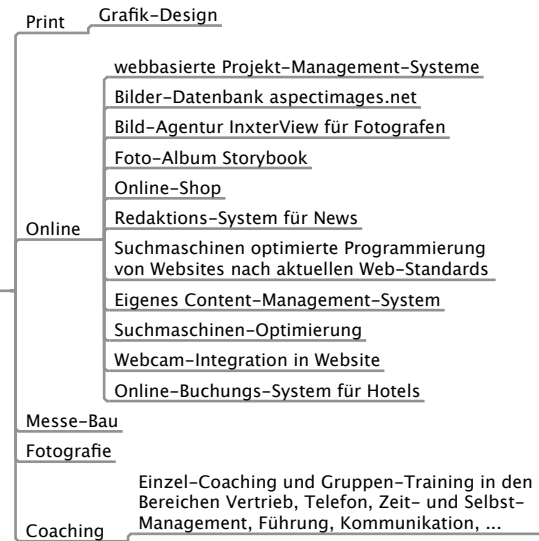 Print
Grafik-Design
Online
webbasierte Projekt-Management-Systeme
Bilder-Datenbank aspectimages.net
Bild-Agentur InxterView für Fotografen
Foto-Album Storybook
Online-Shop
Redaktions-System für News
Suchmaschinen optimierte Programmierung
von Websites nach aktuellen Web-Standards
Eigenes Content-Management-System
Suchmaschinen-Optimierung
Webcam-Integration in Website
Online-Buchungs-System für Hotels
Messe-Bau
Fotografie
Coaching
Einzel-Coaching und Gruppen-Training in den
Bereichen Vertrieb, Telefon, Zeit- und Selbst-
Management, Führung, Kommunikation, ...